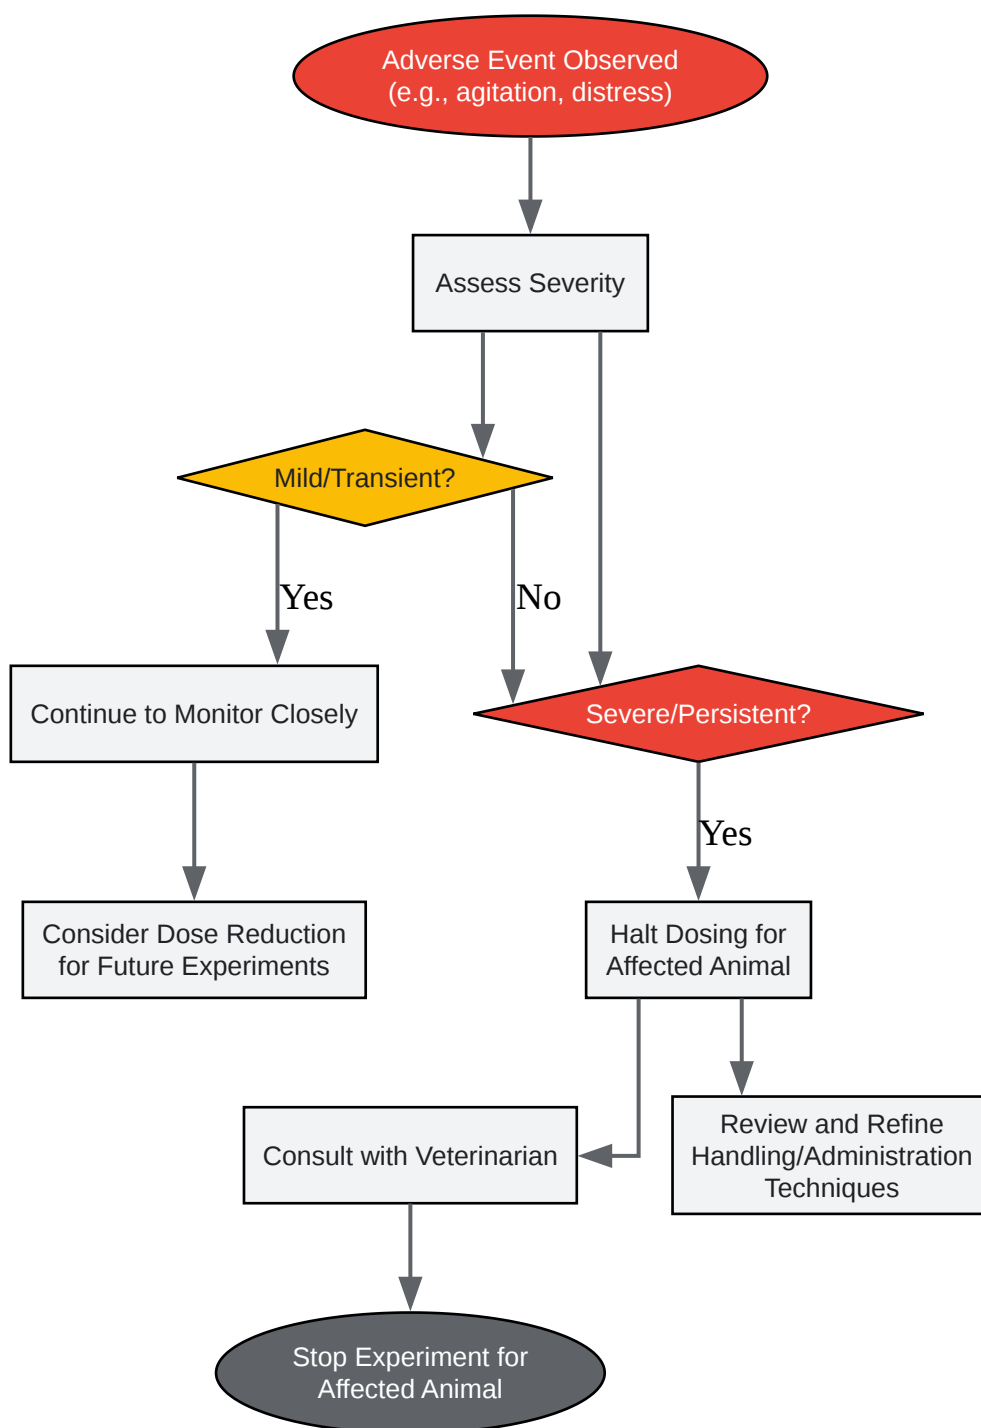 Adverse Event Observed
(e.g., agitation, distress)
Assess Severity
Mild/Transient?
Yes
No
Continue to Monitor Closely
Severe/Persistent?
Yes
Consider Dose Reduction
for Future Experiments
Halt Dosing for
Affected Animal
Consult with Veterinarian
Review and Refine
Handling/Administration
Techniques
Stop Experiment for
Affected Animal